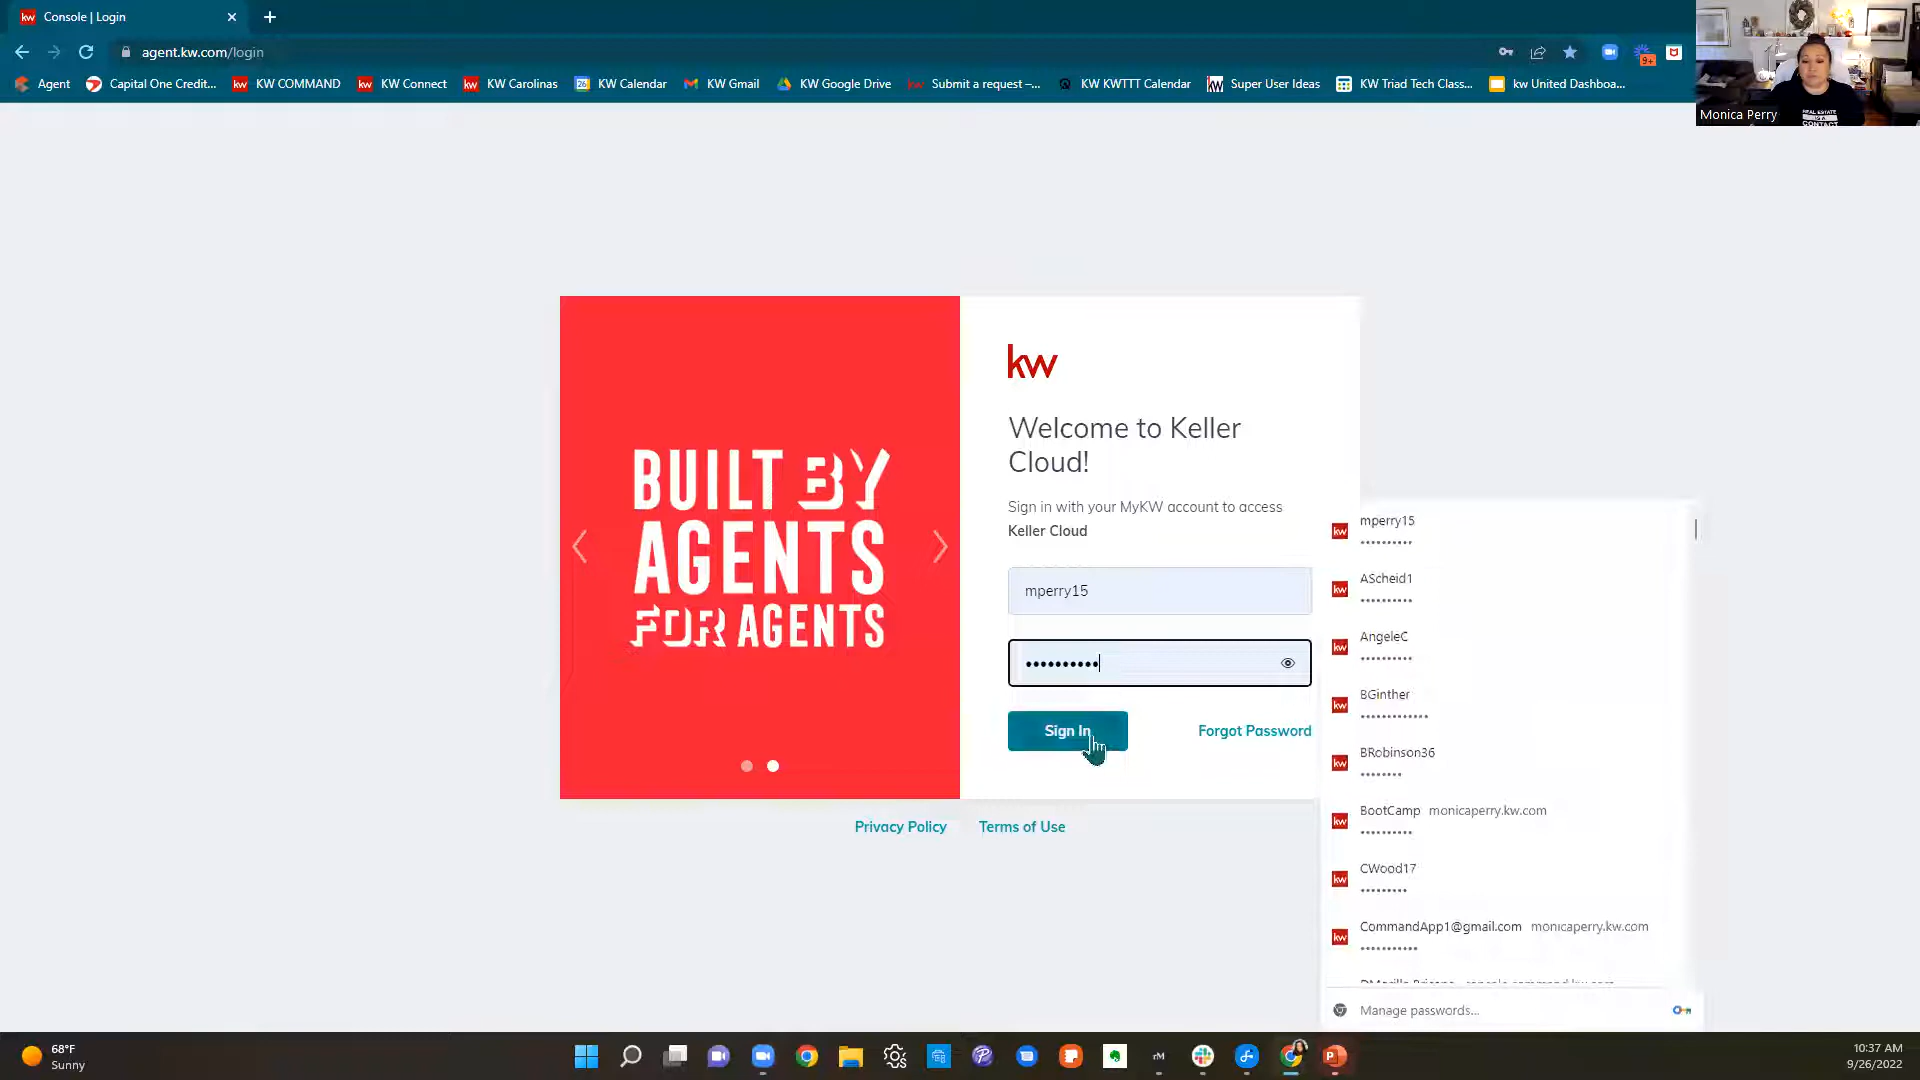 Console | Login
agent.kw.com/login
Agent
Capital One Credit...
KW COMMAND
KW Connect
KW Carolinas
KW Calendar
KW Gmail
KW Google Drive
Submit a request –...
KW KWTTT Calendar
Super User Ideas
KW Triad Tech Class...
kw United Dashboa...
9+
Monica Perry
REAL ESTATE
IS A
CONTACT
kw
Welcome to Keller
Cloud!
Sign in with your MyKW account to access
Keller Cloud
BUILT BY
AGENTS
FOR AGENTS
mperry15
••••••••••
Sign In
Forgot Password
Privacy Policy
Terms of Use
mperry15
••••••••••
AScheid1
••••••••••
AngeleC
••••••••••
BGinther
•••••••••••••
BRobinson36
••••••••
BootCamp monicaperry.kw.com
••••••••••
CWood17
•••••••••
CommandApp1@gmail.com monicaperry.kw.com
•••••••••••
Manage passwords...
68°F
Sunny
10:37 AM
9/26/2022